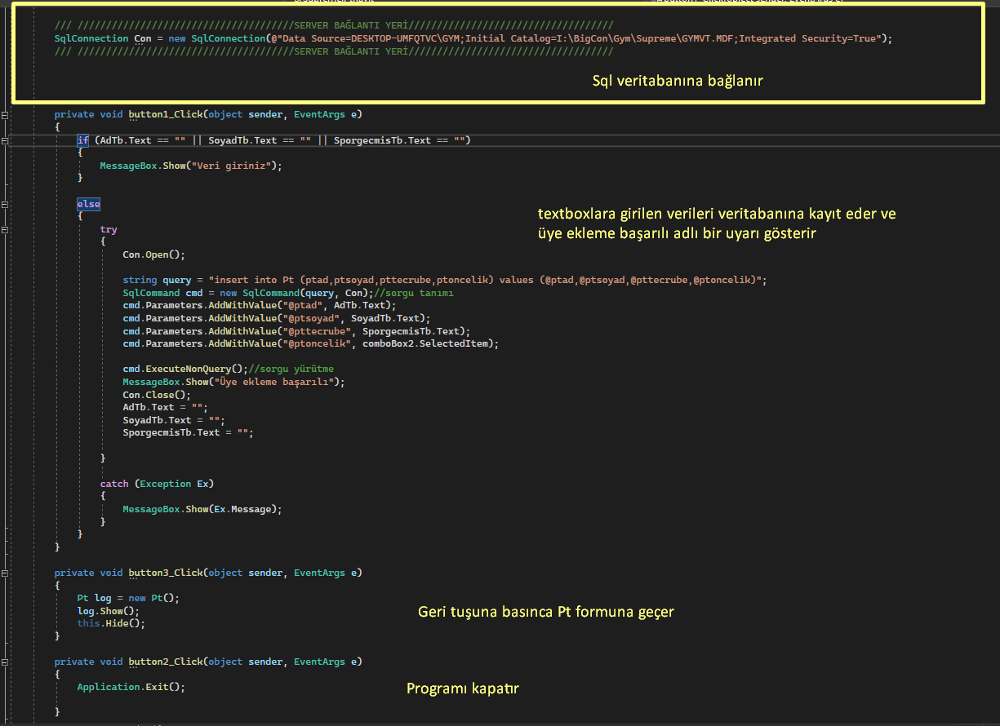 /// //////////////////////////////////////SERVER BAĞLANTI YERİ////////////////////////////////////
SqlConnection Con = new SqlConnection(@"Data Source=DESKTOP-UMFQTVC\GYM;Initial Catalog=I:\BigCon\Gym\Supreme\GYMVT.MDF;Integrated Security=True");
/// //////////////////////////////////////SERVER BAĞLANTI YERİ////////////////////////////////////
Sql veritabanına bağlanır
private void button1_Click(object sender, EventArgs e)
{
if (AdTb.Text == "" || SoyadTb.Text == "" || SporgecmisTb.Text == "")
{
MessageBox.Show("Veri giriniz");
}
else
{
textboxlara girilen verileri veritabanına kayıt eder ve
üye ekleme başarılı adlı bir uyarı gösterir
try
{
Con.Open();
string query = "insert into Pt (ptad,ptsoyad,pttecrube,ptoncelik) values (@ptad,@ptsoyad,@pttecrube,@ptoncelik)";
SqlCommand cmd = new SqlCommand(query, Con);//sorgu tanımı
cmd.Parameters.AddWithValue("@ptad", AdTb.Text);
cmd.Parameters.AddWithValue("@ptsoyad", SoyadTb.Text);
cmd.Parameters.AddWithValue("@pttecrube", SporgecmisTb.Text);
cmd.Parameters.AddWithValue("@ptoncelik", comboBox2.SelectedItem);
cmd.ExecuteNonQuery();//sorgu yürütme
MessageBox.Show("Üye ekleme başarılı");
Con.Close();
AdTb.Text = "";
SoyadTb.Text = "";
SporgecmisTb.Text = "";
}
catch (Exception Ex)
{
MessageBox.Show(Ex.Message);
}
}
}
private void button3_Click(object sender, EventArgs e)
{
Pt log = new Pt();
log.Show();
this.Hide();
}
Geri tuşuna basınca Pt formuna geçer
private void button2_Click(object sender, EventArgs e)
{
Application.Exit();
}
Programı kapatır